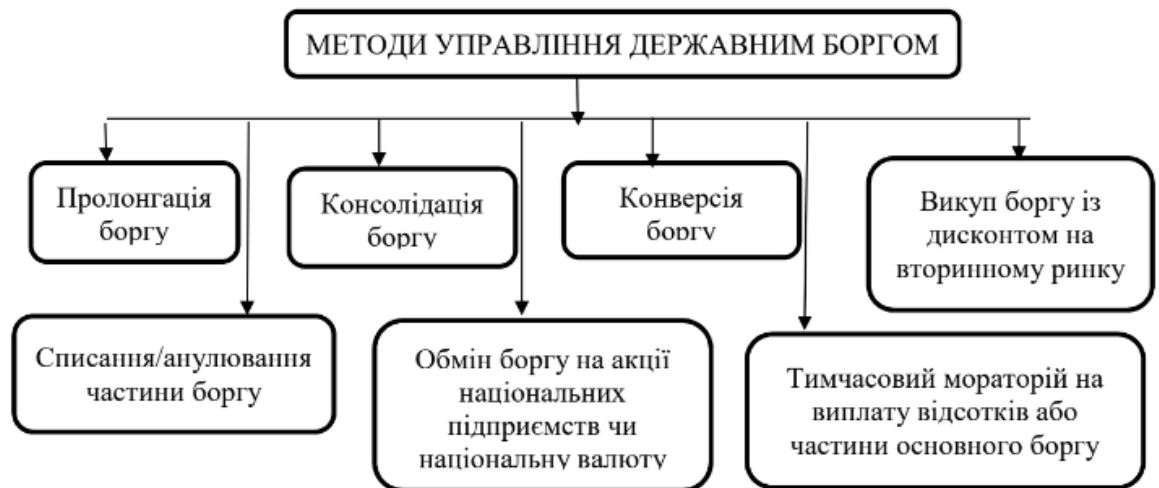 МЕТОДИ УПРАВЛІННЯ ДЕРЖАВНИМ БОРГОМ
Пролонгація
боргу
Консолідація
боргу
Конверсія
боргу
Викуп боргу із
дисконтом на
вторинному ринку
Списання/анулювання
частини боргу
Обмін боргу на акції
національних
підприємств чи
національну валюту
Тимчасовий мораторій на
виплату відсотків або
частини основного боргу